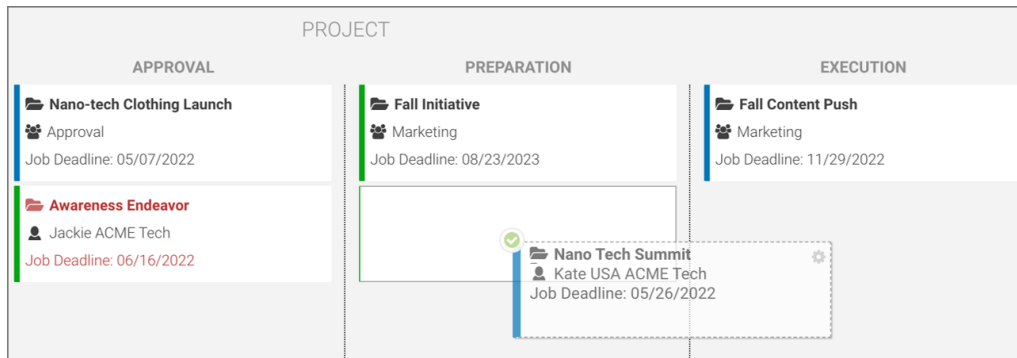 PROJECT
APPROVAL
Nano-tech Clothing Launch
Approval
Job Deadline: 05/07/2022
Awareness Endeavor
Jackie ACME Tech
Job Deadline: 06/16/2022
PREPARATION
Fall Initiative
Marketing
Job Deadline: 08/23/2023
Nano Tech Summit
Kate USA ACME Tech
Job Deadline: 05/26/2022
EXECUTION
Fall Content Push
Marketing
Job Deadline: 11/29/2022